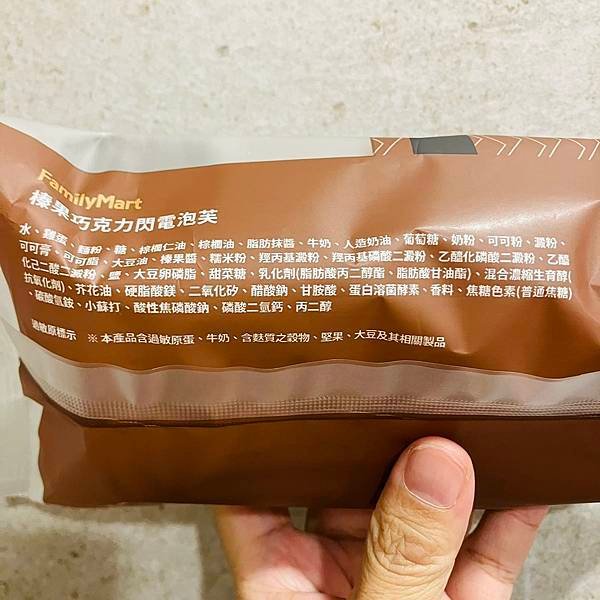 FamilyMart
榛果巧克力閃電泡芙
水、雞蛋、麵粉、糖、棕櫚仁油、棕櫚油、脂肪抹醬、牛奶、人造奶油、葡萄糖、奶粉、可可粉、澱粉、
可可膏、可可脂、大豆油、榛果醬、糯米粉、羥丙基澱粉、羥丙基磷酸二澱粉、乙醯化磷酸二澱粉、乙醯
化己二酸二澱粉、鹽、大豆卵磷脂、甜菜糖、乳化劑(脂肪酸丙二醇酯、脂肪酸甘油酯)、混合濃縮生育醇(
抗氧化劑)、芥花油、硬脂酸鎂、二氧化矽、醋酸鈉、甘胺酸、蛋白溶菌酵素、香料、焦糖色素(普通焦糖)
、碳酸氫銨、小蘇打、酸性焦磷酸鈉、磷酸二氫鈣、丙二醇
過敏原標示 ※本產品含過敏原蛋、牛奶、含麩質之穀物、堅果、大豆及其相關製品